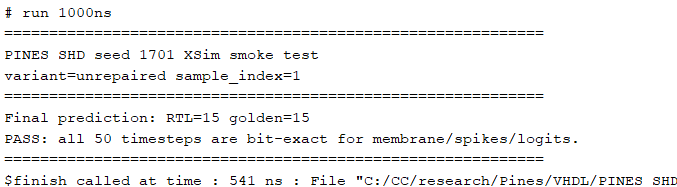 # run 1000ns
============================================================
PINES SHD seed 1701 XSim smoke test
variant=unrepaired sample_index=1
============================================================
Final prediction: RTL=15 golden=15
PASS: all 50 timesteps are bit-exact for membrane/spikes/logits.
============================================================
$finish called at time : 541 ns : File "C:/CC/research/Pines/VHDL/PINES SHD